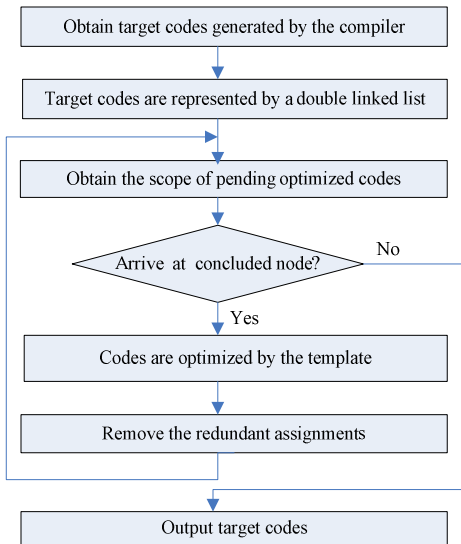 Obtain target codes generated by the compiler
Target codes are represented by a double linked list
Obtain the scope of pending optimized codes
Arrive at concluded node?
No
Yes
Codes are optimized by the template
Remove the redundant assignments
Output target codes